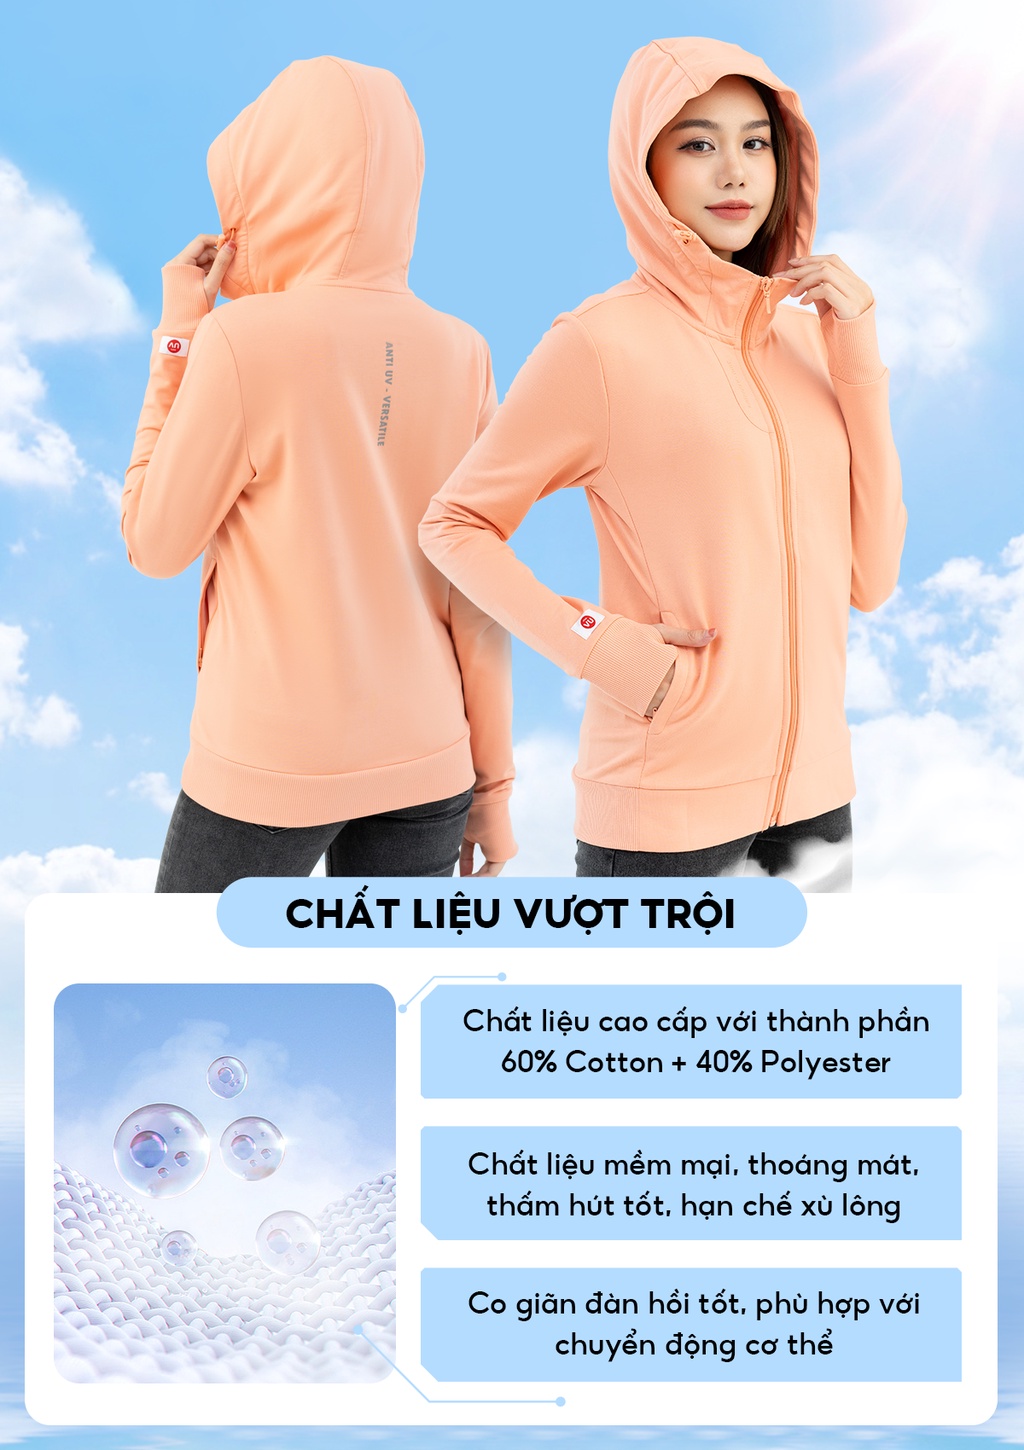 ANTI UV - VERSATILE
UV
UV
CHẤT LIỆU VƯỢT TRỘI
Chất liệu cao cấp với thành phần
60% Cotton + 40% Polyester
Chất liệu mềm mại, thoáng mát,
thấm hút tốt, hạn chế xù lông
Co giãn đàn hồi tốt, phù hợp với
chuyển động cơ thể